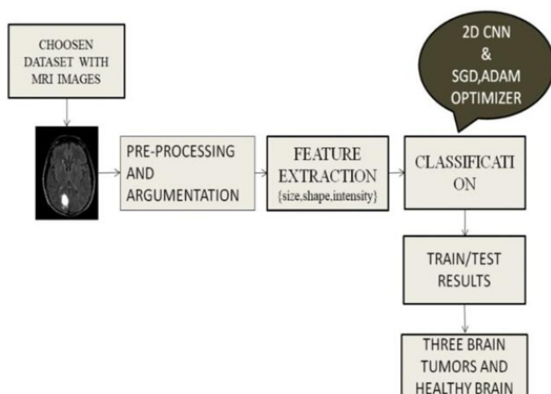 CHOOSEN
DATASET WITH
MRI IMAGES
PRE-PROCESSING
AND
ARGUMENTATION
FEATURE
EXTRACTION
{size,shape,intensity}
2D CNN
&
SGD,ADAM
OPTIMIZER
CLASSIFICATI
ON
TRAIN/TEST
RESULTS
THREE BRAIN
TUMORS AND
HEALTHY BRAIN